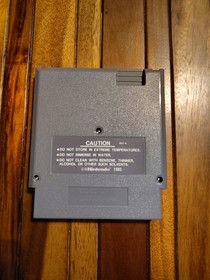 CAUTION
●DO NOT STORE IN EXTREME TEMPERATURES.
●DO NOT IMMERSE IN WATER.
●DO NOT CLEAN WITH BENZENE, THINNER,
ALCOHOL OR OTHER SUCH SOLVENTS.
©Nintendo 1985